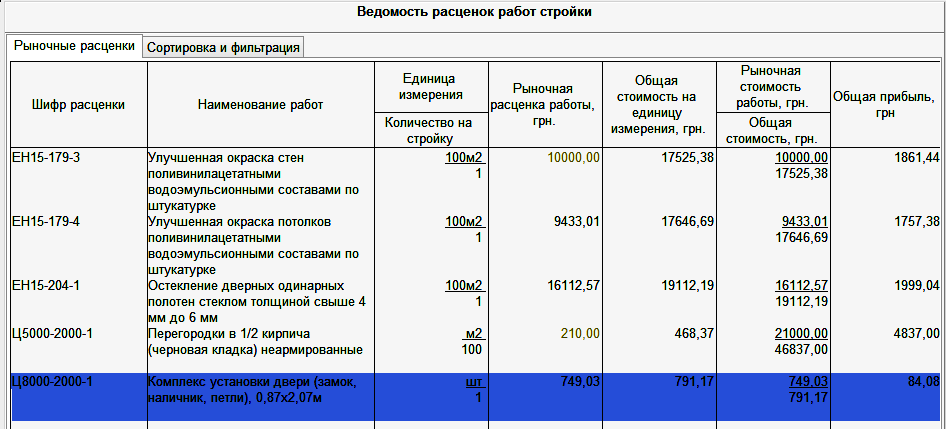 Ведомость расценок работ стройки
Рыночные расценки
Сортировка и фильтрация
Шифр расценки
Наименование работ
Единица
измерения
Количество на
стройку
Рыночная
расценка работы,
грн.
Общая
стоимость на
единицу
измерения, грн.
Рыночная
стоимость
работы, грн.
Общая
стоимость, грн.
Общая прибыль,
грн
ЕН15-179-3 Улучшенная окраска стен 100м2 10000,00 17525,38 10000,00 1861,44
поливинилацетатными 1 17525,38
водоэмульсионными составами по
штукатурке
ЕН15-179-4 Улучшенная окраска потолков 100м2 9433,01 17646,69 9433,01 1757,38
поливинилацетатными 1 17646,69
водоэмульсионными составами по
штукатурке
ЕН15-204-1 Остекление дверных одинарных 100м2 16112,57 19112,19 16112,57 1999,04
полотен стеклом толщиной свыше 4 1 19112,19
мм до 6 мм
Ц5000-2000-1 Перегородки в 1/2 кирпича м2 210,00 468,37 21000,00 4837,00
(черновая кладка) неармированные 100 46837,00
Ц8000-2000-1 Комплекс установки двери (замок, шт 749,03 791,17 749,03 84,08
наличник, петли), 0,87х2,07м 1 791,17